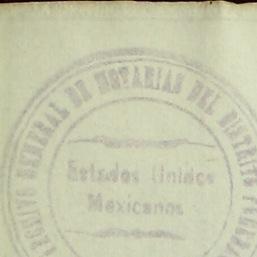 ARCHIVO GENERAL DE NOTARIAS DEL DISTRITO FEDERAL
Estados Unidos
Mexicanos